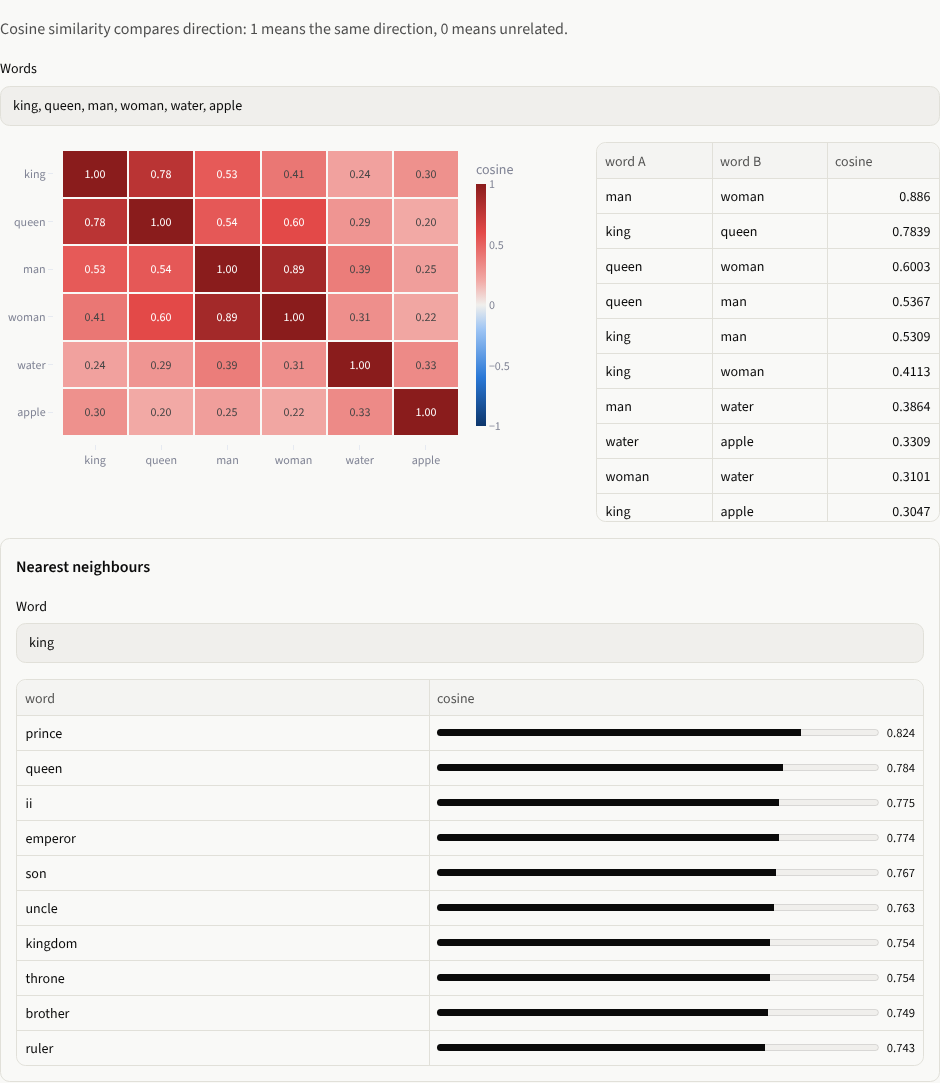 Cosine similarity compares direction: 1 means the same direction, 0 means unrelated.
Words
king, queen, man, woman, water, apple
king 1.00 0.78 0.53 0.41 0.24 0.30
queen 0.78 1.00 0.54 0.60 0.29 0.20
man 0.53 0.54 1.00 0.89 0.39 0.25
woman 0.41 0.60 0.89 1.00 0.31 0.22
water 0.24 0.29 0.39 0.31 1.00 0.33
apple 0.30 0.20 0.25 0.22 0.33 1.00
king queen man woman water apple
cosine
1
0.5
0
−0.5
−1
word A word B cosine
man woman 0.886
king queen 0.7839
queen woman 0.6003
queen man 0.5367
king man 0.5309
king woman 0.4113
man water 0.3864
water apple 0.3309
woman water 0.3101
king apple 0.3047
Nearest neighbours
Word
king
word cosine
prince 0.824
queen 0.784
ii 0.775
emperor 0.774
son 0.767
uncle 0.763
kingdom 0.754
throne 0.754
brother 0.749
ruler 0.743